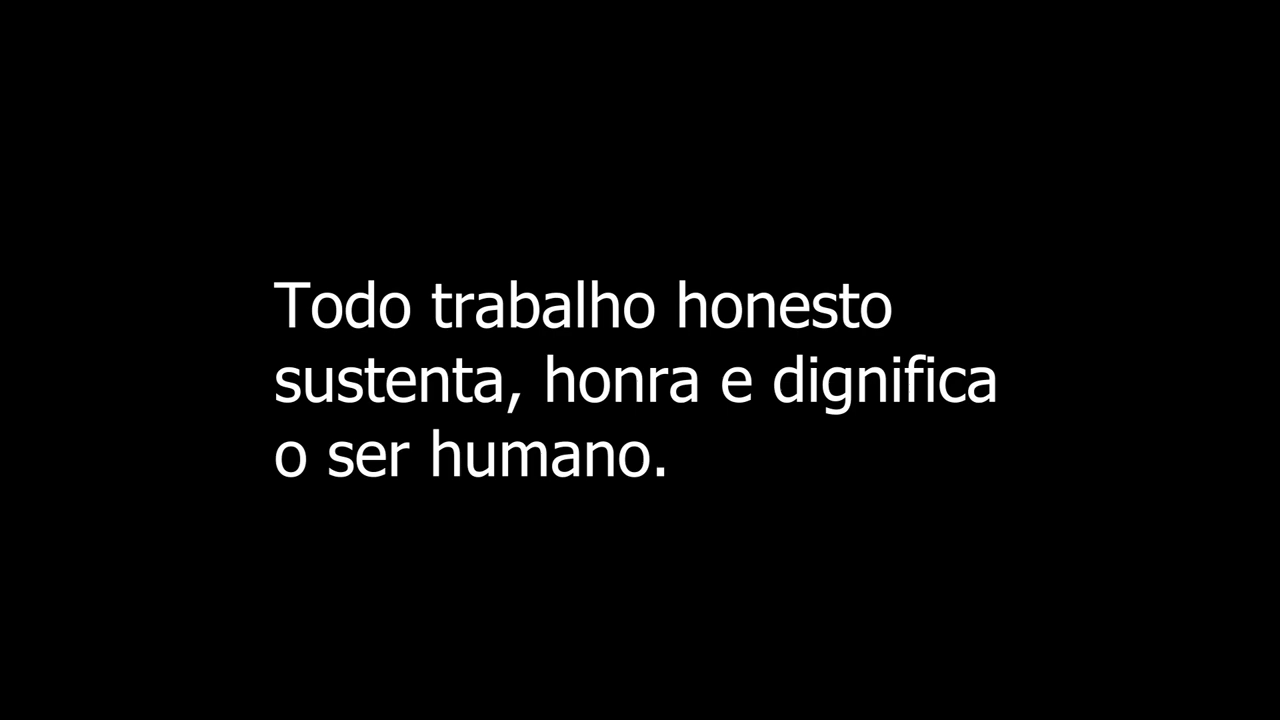 Todo trabalho honesto
sustenta, honra e dignifica
o ser humano.